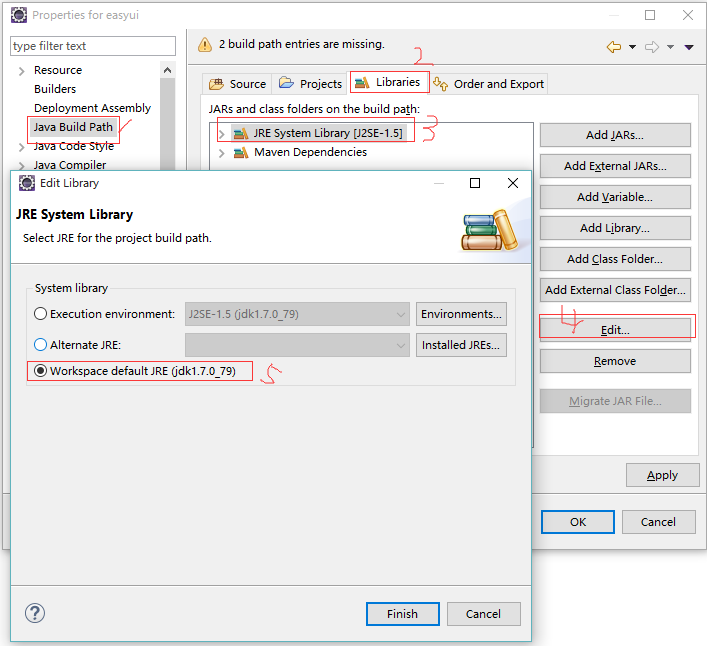 Properties for easyui
type filter text
2 build path entries are missing.
2
Resource
Builders
Deployment Assembly
Java Build Path
Java Code Style
Java Compiler
Source
Projects
Libraries
Order and Export
JARs and class folders on the build path:
JRE System Library [J2SE-1.5]
3
Maven Dependencies
Add JARs...
Add External JARs...
Add Variable...
Add Library...
Add Class Folder...
Add External Class Folder...
4
Edit...
Remove
Migrate JAR File...
Apply
OK
Cancel
Edit Library
JRE System Library
Select JRE for the project build path.
System library
Execution environment:
J2SE-1.5 (jdk1.7.0_79)
Environments...
Alternate JRE:
Installed JREs...
Workspace default JRE (jdk1.7.0_79)
5
?
Finish
Cancel